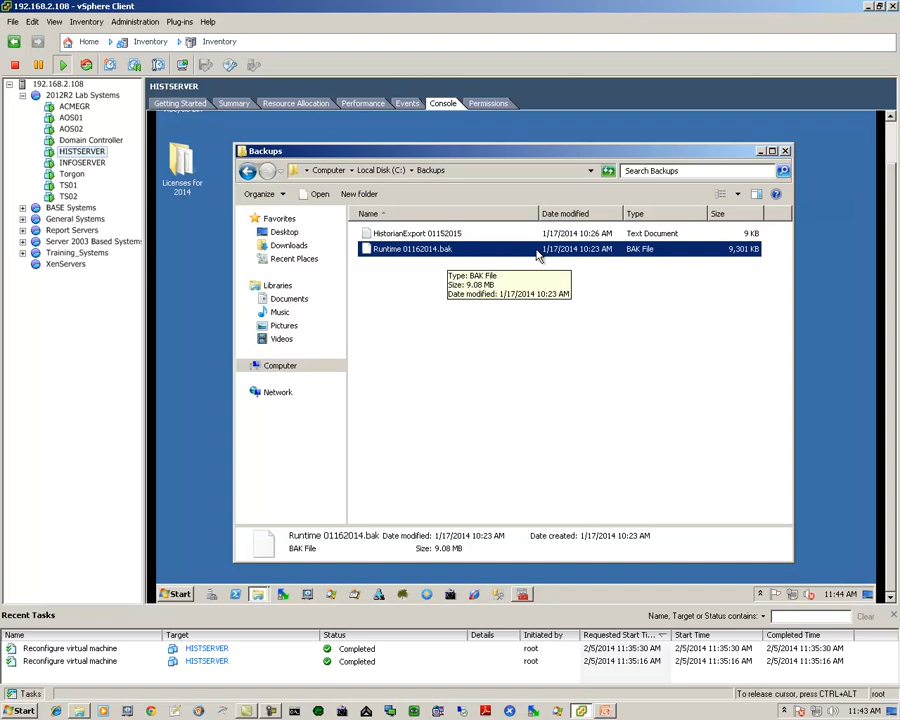 192.168.2.108 - vSphere Client
File Edit View Inventory Administration Plug-ins Help
Home Inventory Inventory
192.168.2.108
2012R2 Lab Systems
ACMEGR
AOS01
AOS02
Domain Controller
HISTSERVER
INFOSERVER
Torgon
TS01
TS02
BASE Systems
General Systems
Report Servers
Server 2003 Based Systems
Training_Systems
XenServers
HISTSERVER
Getting Started Summary Resource Allocation Performance Events Console Permissions
Licenses for
2014
Backups
Computer Local Disk (C:) Backups
Search Backups
Organize Open New folder
Favorites
Desktop
Downloads
Recent Places
Libraries
Documents
Music
Pictures
Videos
Computer
Network
Name Date modified Type Size
HistorianExport 01152015 1/17/2014 10:26 AM Text Document 9 KB
Runtime 01162014.bak 1/17/2014 10:23 AM BAK File 9,301 KB
Type: BAK File
Size: 9.08 MB
Date modified: 1/17/2014 10:23 AM
Runtime 01162014.bak Date modified: 1/17/2014 10:23 AM Date created: 1/17/2014 10:23 AM
BAK File Size: 9.08 MB
Start 11:44 AM
Recent Tasks
Name, Target or Status contains: Clear
Name Target Status Details Initiated by Requested Start Ti... Start Time Completed Time
Reconfigure virtual machine HISTSERVER Completed root 2/5/2014 11:35:30 AM 2/5/2014 11:35:30 AM 2/5/2014 11:35:30 AM
Reconfigure virtual machine HISTSERVER Completed root 2/5/2014 11:35:16 AM 2/5/2014 11:35:16 AM 2/5/2014 11:35:16 AM
Tasks To release cursor, press CTRL+ALT root
Start 11:43 AM